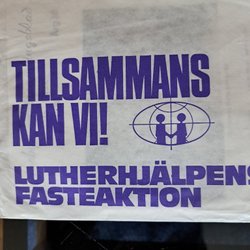 TILLSAMMANS
KAN VI!
LUTHERHJÄLPENS
FASTEAKTION